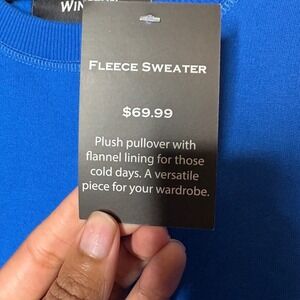 FLEECE SWEATER
$69.99
Plush pullover with
flannel lining for those
cold days. A versatile
piece for your wardrobe.